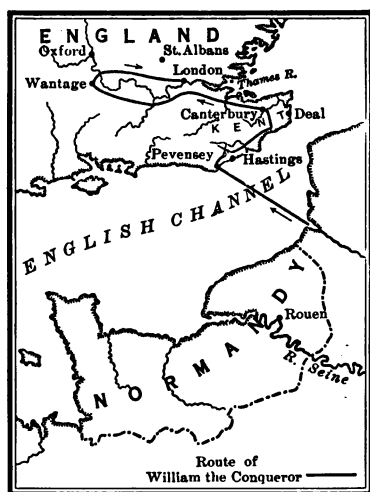 ENGLAND
Oxford
St. Albans
London
Wantage
Thames R.
Canterbury
Deal
KENT
Pevensey
Hastings
ENGLISH CHANNEL
NORMANDY
Rouen
R. Seine
Route of
William the Conqueror